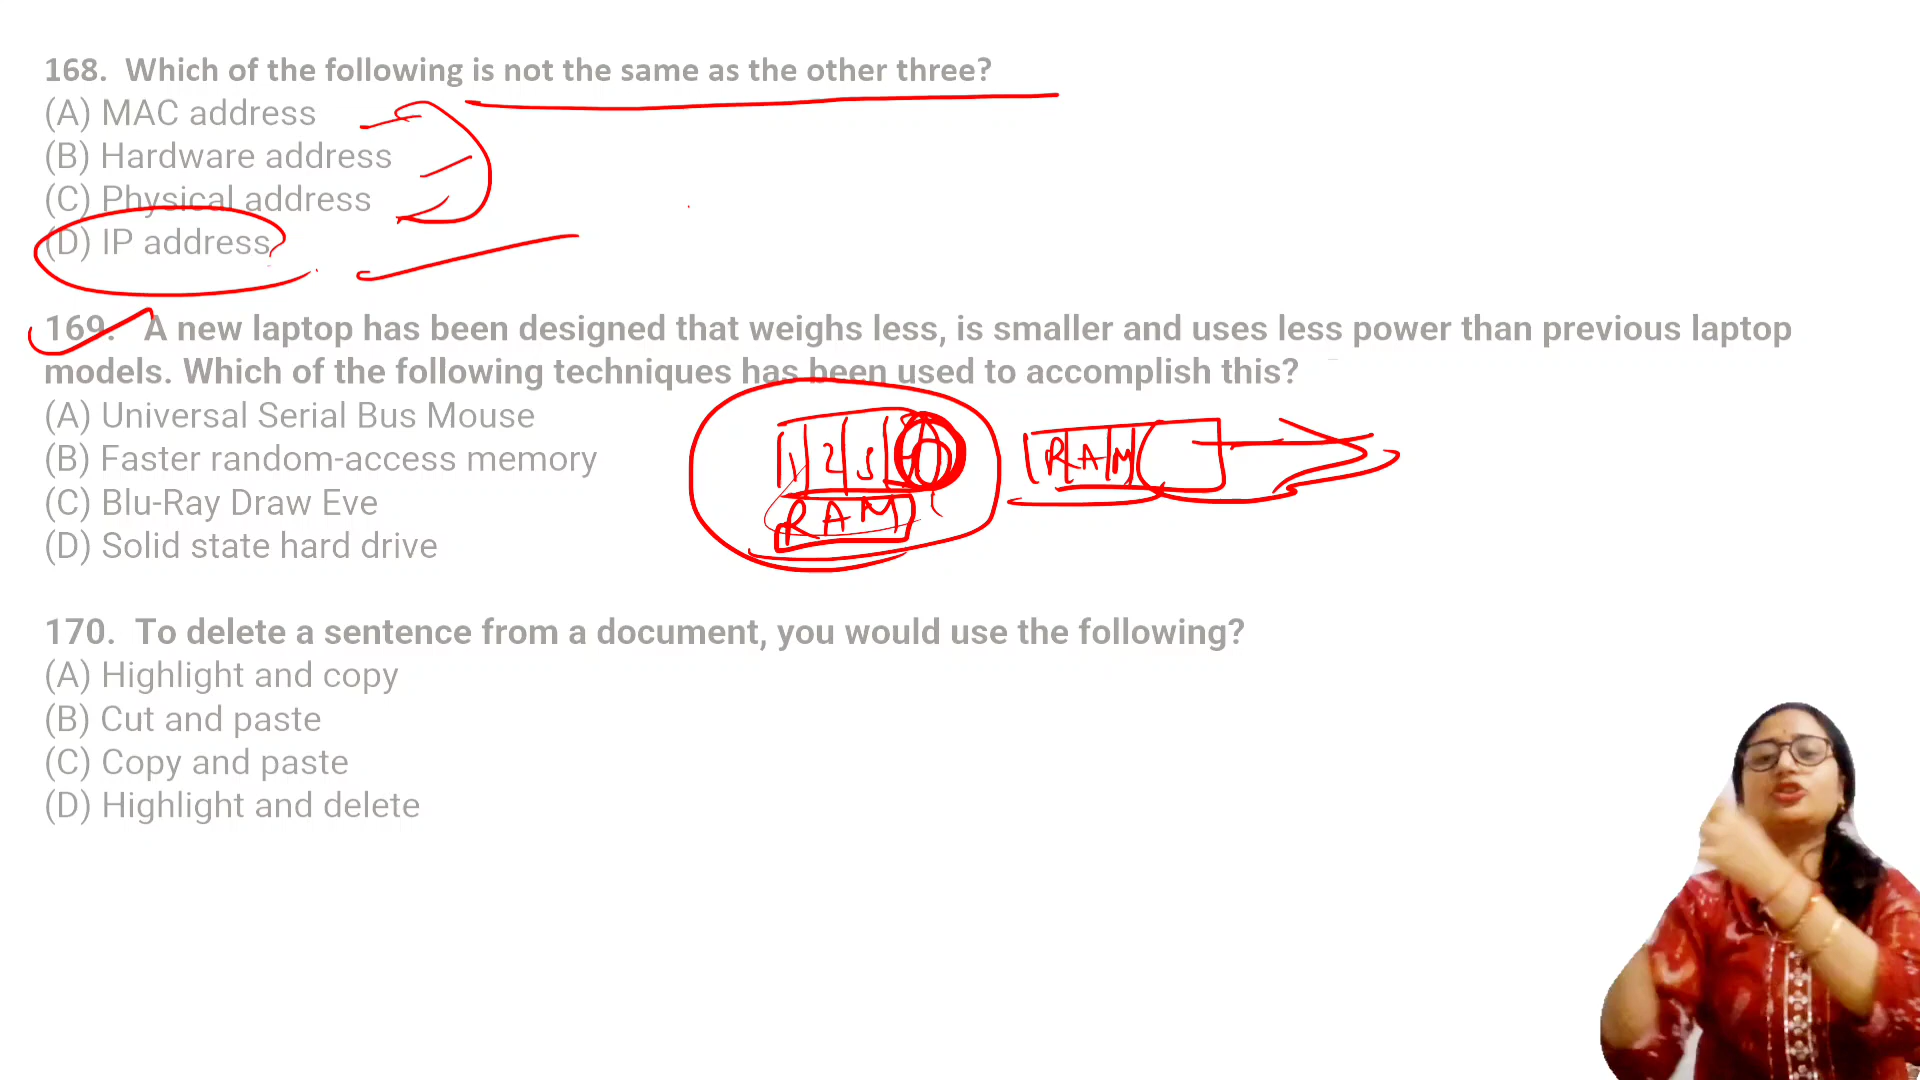 168. Which of the following is not the same as the other three?
(A) MAC address
(B) Hardware address
(C) Physical address
(D) IP address
169. A new laptop has been designed that weighs less, is smaller and uses less power than previous laptop
models. Which of the following techniques has been used to accomplish this?
(A) Universal Serial Bus Mouse
(B) Faster random-access memory
(C) Blu-Ray Draw Eve
(D) Solid state hard drive
1 2
RAM
RAM
170. To delete a sentence from a document, you would use the following?
(A) Highlight and copy
(B) Cut and paste
(C) Copy and paste
(D) Highlight and delete